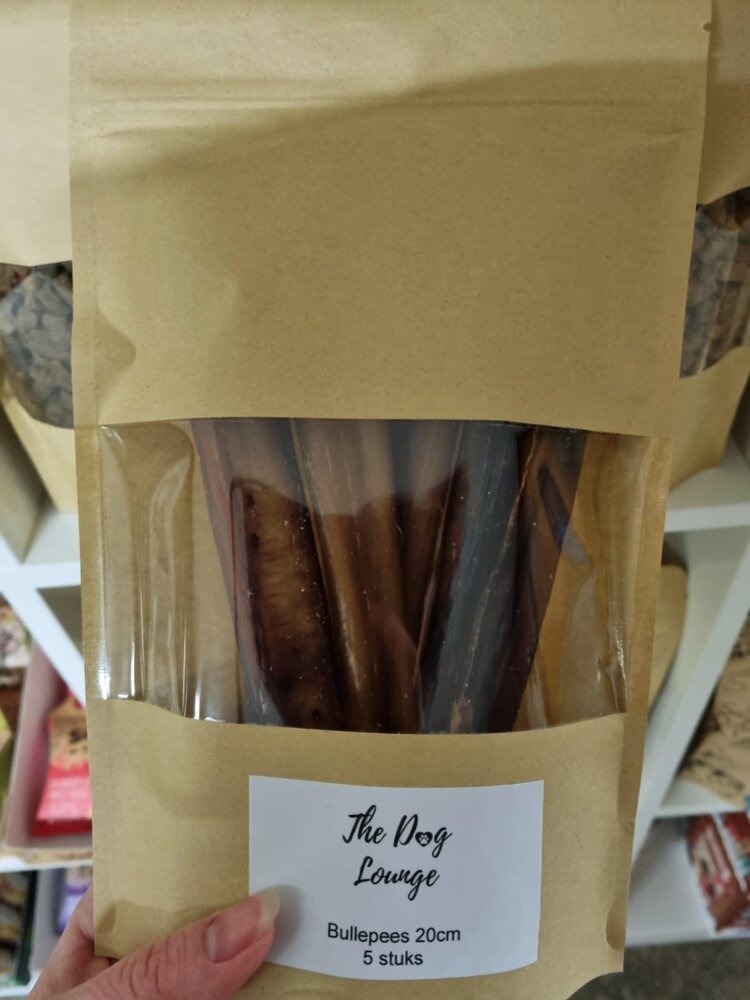 The Dog
Lounge
Bullepees 20cm
5 stuks